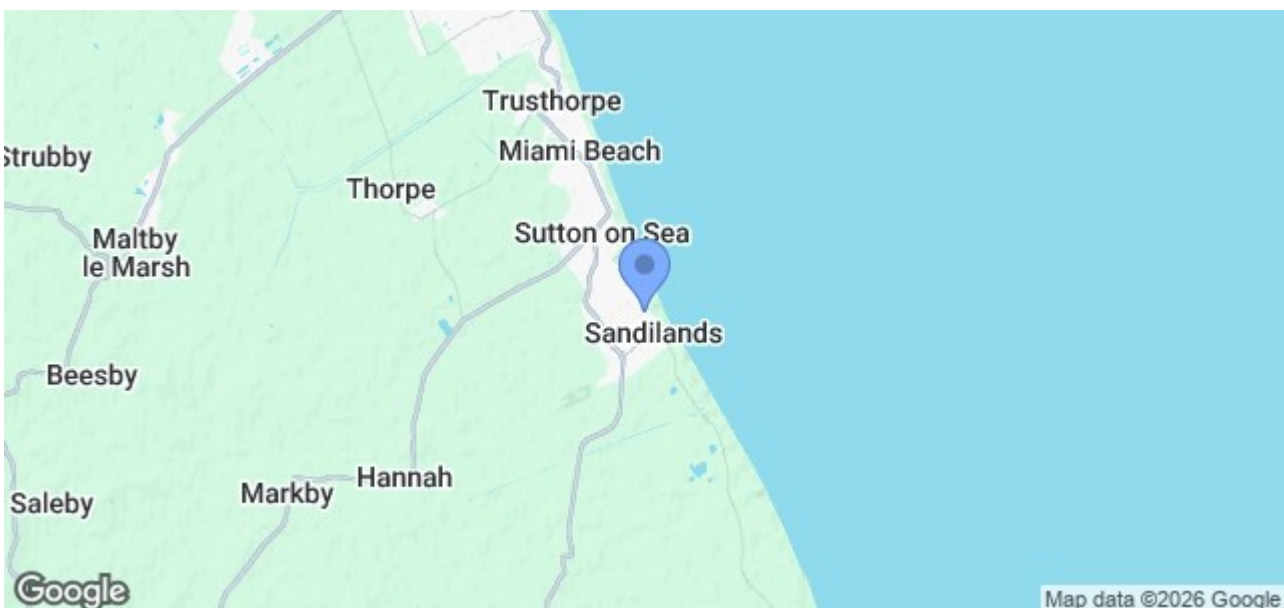 Trusthorpe
Miami Beach
Strubby
Thorpe
Sutton on Sea
Maltby
le Marsh
Sandilands
Beesby
Hannah
Markby
Saleby
Google
Map data ©2026 Google